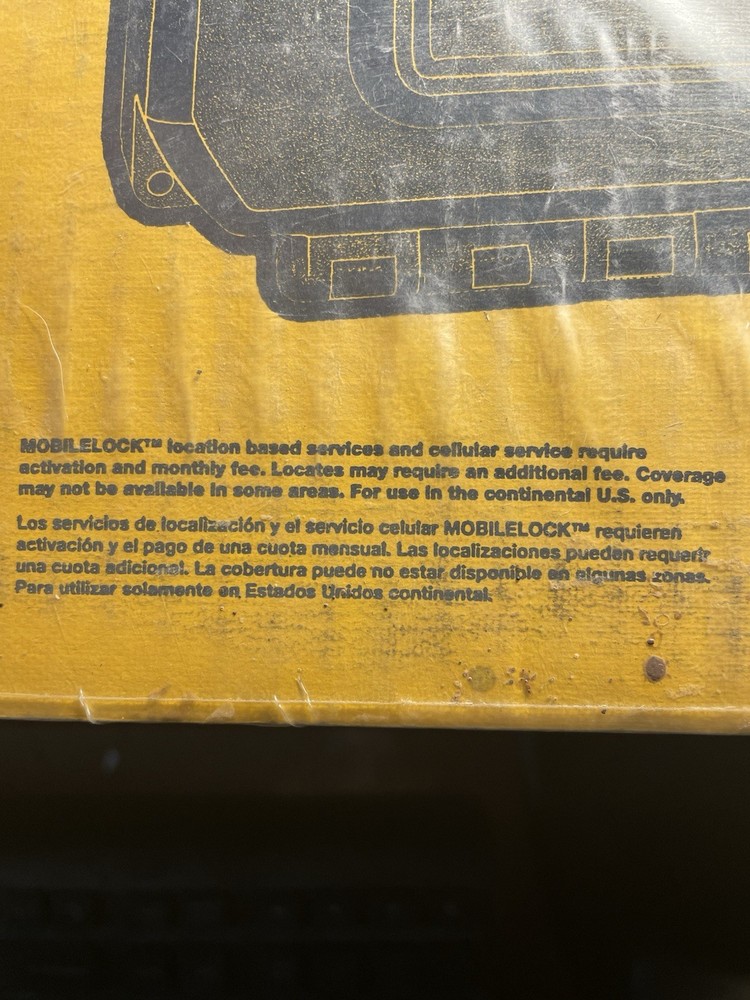 MOBILELOCK™ location based services and cellular service require
activation and monthly fee. Locates may require an additional fee. Coverage
may not be available in some areas. For use in the continental U.S. only.
Los servicios de localización y el servicio celular MOBILELOCK™ requieren
activación y el pago de una cuota mensual. Las localizaciones pueden requerir
una cuota adicional. La cobertura puede no estar disponible en algunas zonas.
Para utilizar solamente en Estados Unidos continental.